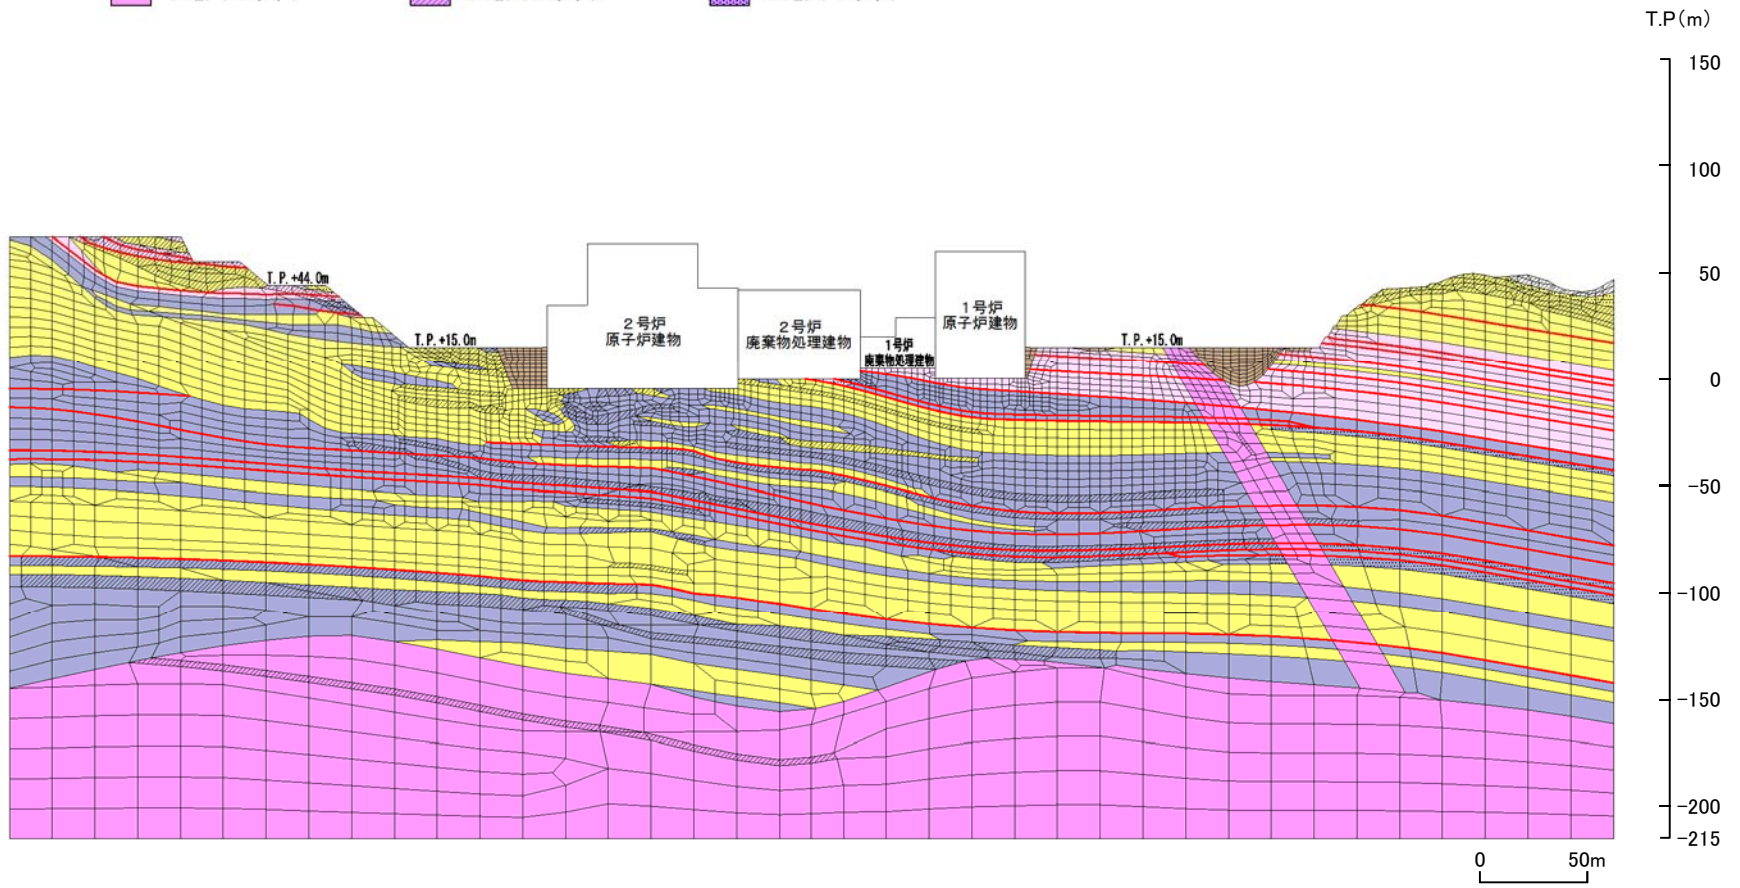 T.P(m)
150
100
50
0
-50
-100
-150
-200
-215
T.P.+44.0m
T.P.+15.0m
2号炉
原子炉建物
2号炉
廃棄物処理建物
1号炉
廃棄物処理建物
1号炉
原子炉建物
T.P.+15.0m
0 50m